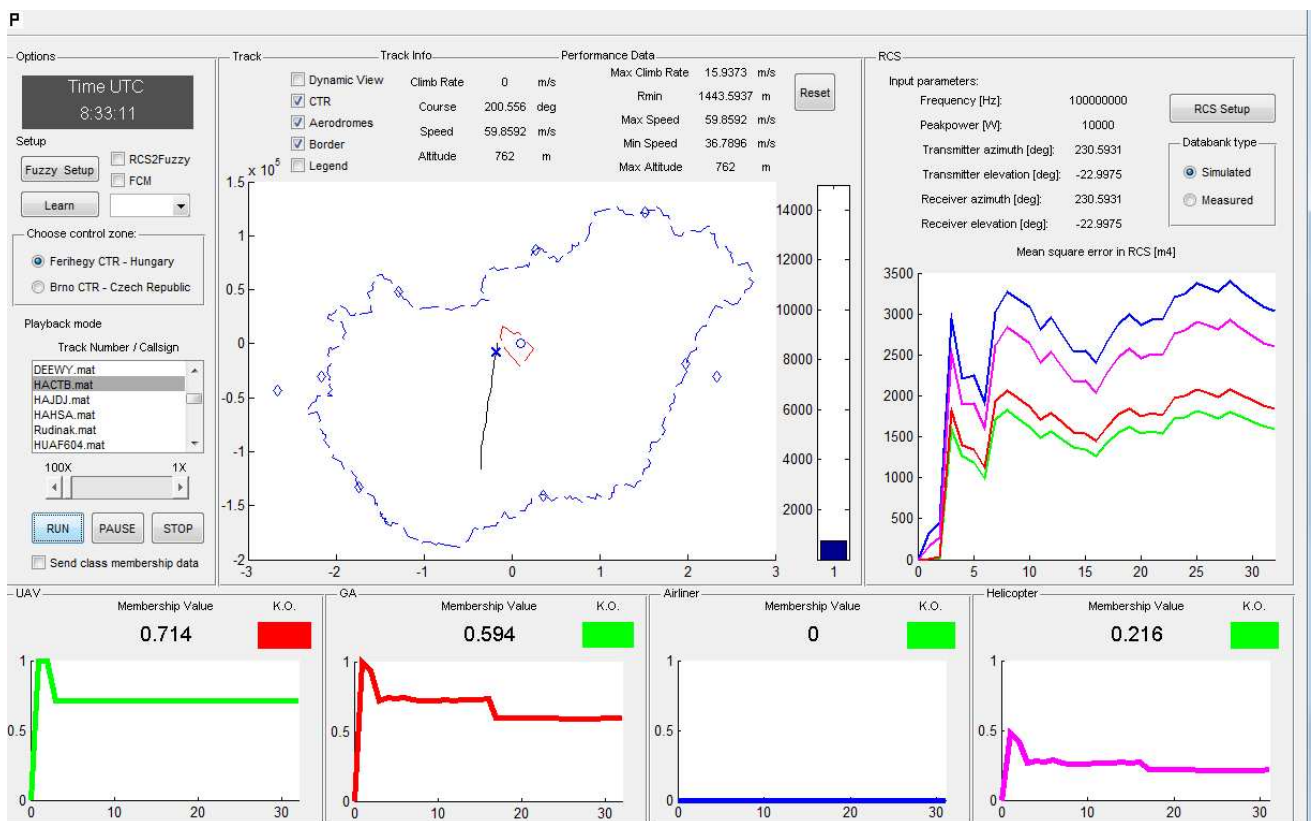 P
Options
Time UTC
8:33:11
Setup
Fuzzy Setup
RCS2Fuzzy
FCM
Learn
Choose control zone:
Ferihegy CTR - Hungary
Brno CTR - Czech Republic
Playback mode
Track Number / Callsign
DEEWY.mat
HACTB.mat
HAJDJ.mat
HAHSA.mat
Rudinak.mat
HUAF604.mat
100X 1X
RUN PAUSE STOP
Send class membership data
Track
Dynamic View
CTR
Aerodromes
Border
Legend
Track Info
Climb Rate 0 m/s
Course 200.556 deg
Speed 59.8592 m/s
Altitude 762 m
Performance Data
Max Climb Rate 15.9373 m/s
Rmin 1443.5937 m
Max Speed 59.8592 m/s
Min Speed 36.7896 m/s
Max Altitude 762 m
Reset
x 10^5
1.5
1
0.5
0
-0.5
-1
-1.5
-2
-3 -2 -1 0 1 2 3
14000
12000
10000
8000
6000
4000
2000
1
RCS
Input parameters:
Frequency [Hz]: 100000000
Peakpower [W]: 10000
Transmitter azimuth [deg]: 230.5931
Transmitter elevation [deg]: -22.9975
Receiver azimuth [deg]: 230.5931
Receiver elevation [deg]: -22.9975
RCS Setup
Databank type
Simulated
Measured
Mean square error in RCS [m4]
3500
3000
2500
2000
1500
1000
500
0
0 5 10 15 20 25 30
UAV
Membership Value K.O.
0.714
1
0.5
0
0 10 20 30
GA
Membership Value K.O.
0.594
1
0.5
0
0 10 20 30
Airliner
Membership Value K.O.
0
1
0.5
0
0 10 20 30
Helicopter
Membership Value K.O.
0.216
1
0.5
0
0 10 20 30